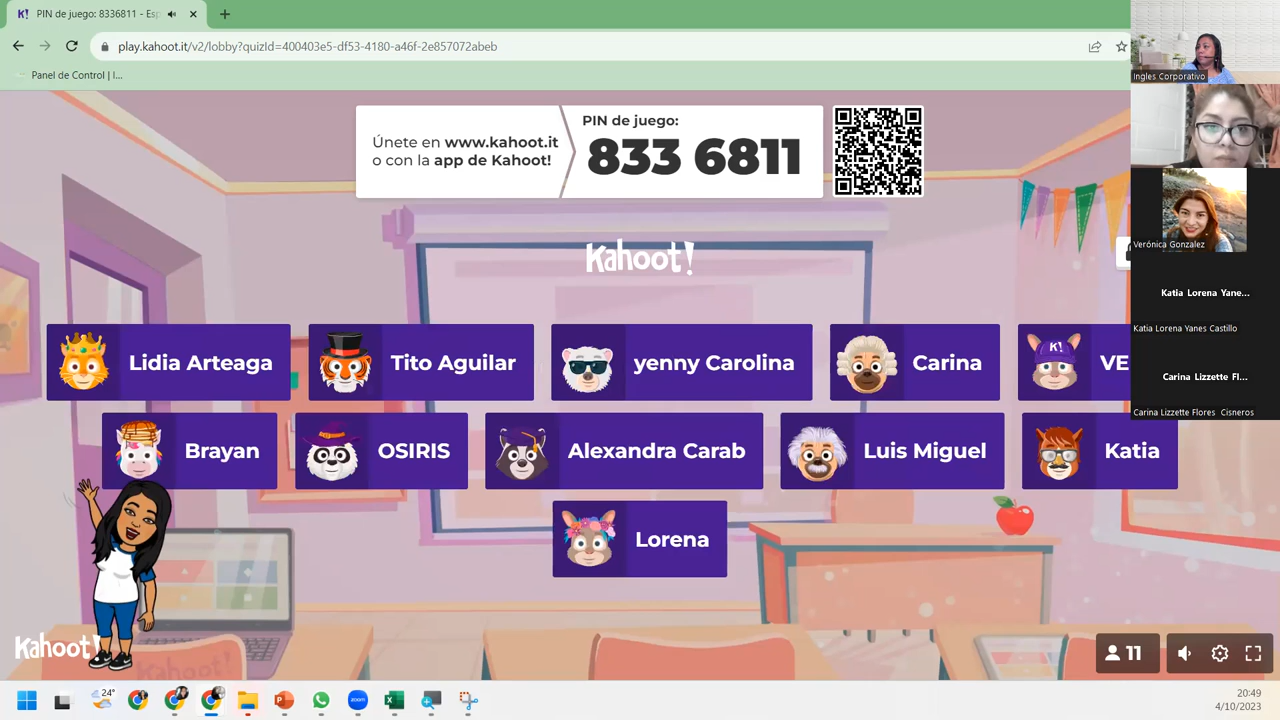 PIN de juego: 8336811 - Esp
play.kahoot.it/v2/lobby?quizId=400403e5-df53-4180-a46f-2e857072abeb
Panel de Control | I...
Únete en www.kahoot.it
o con la app de Kahoot!
PIN de juego:
833 6811
Kahoot!
Lidia Arteaga
Tito Aguilar
yenny Carolina
Carina
K!
VE
Brayan
OSIRIS
Alexandra Carab
Luis Miguel
Katia
Lorena
Kahoot!
Kahoot!
11
Ingles Corporativo
Verónica Gonzalez
Katia Lorena Yane...
Katia Lorena Yanes Castillo
Carina Lizzette Fl...
Carina Lizzette Flores Cisneros
24°
zoom
20:49
4/10/2023